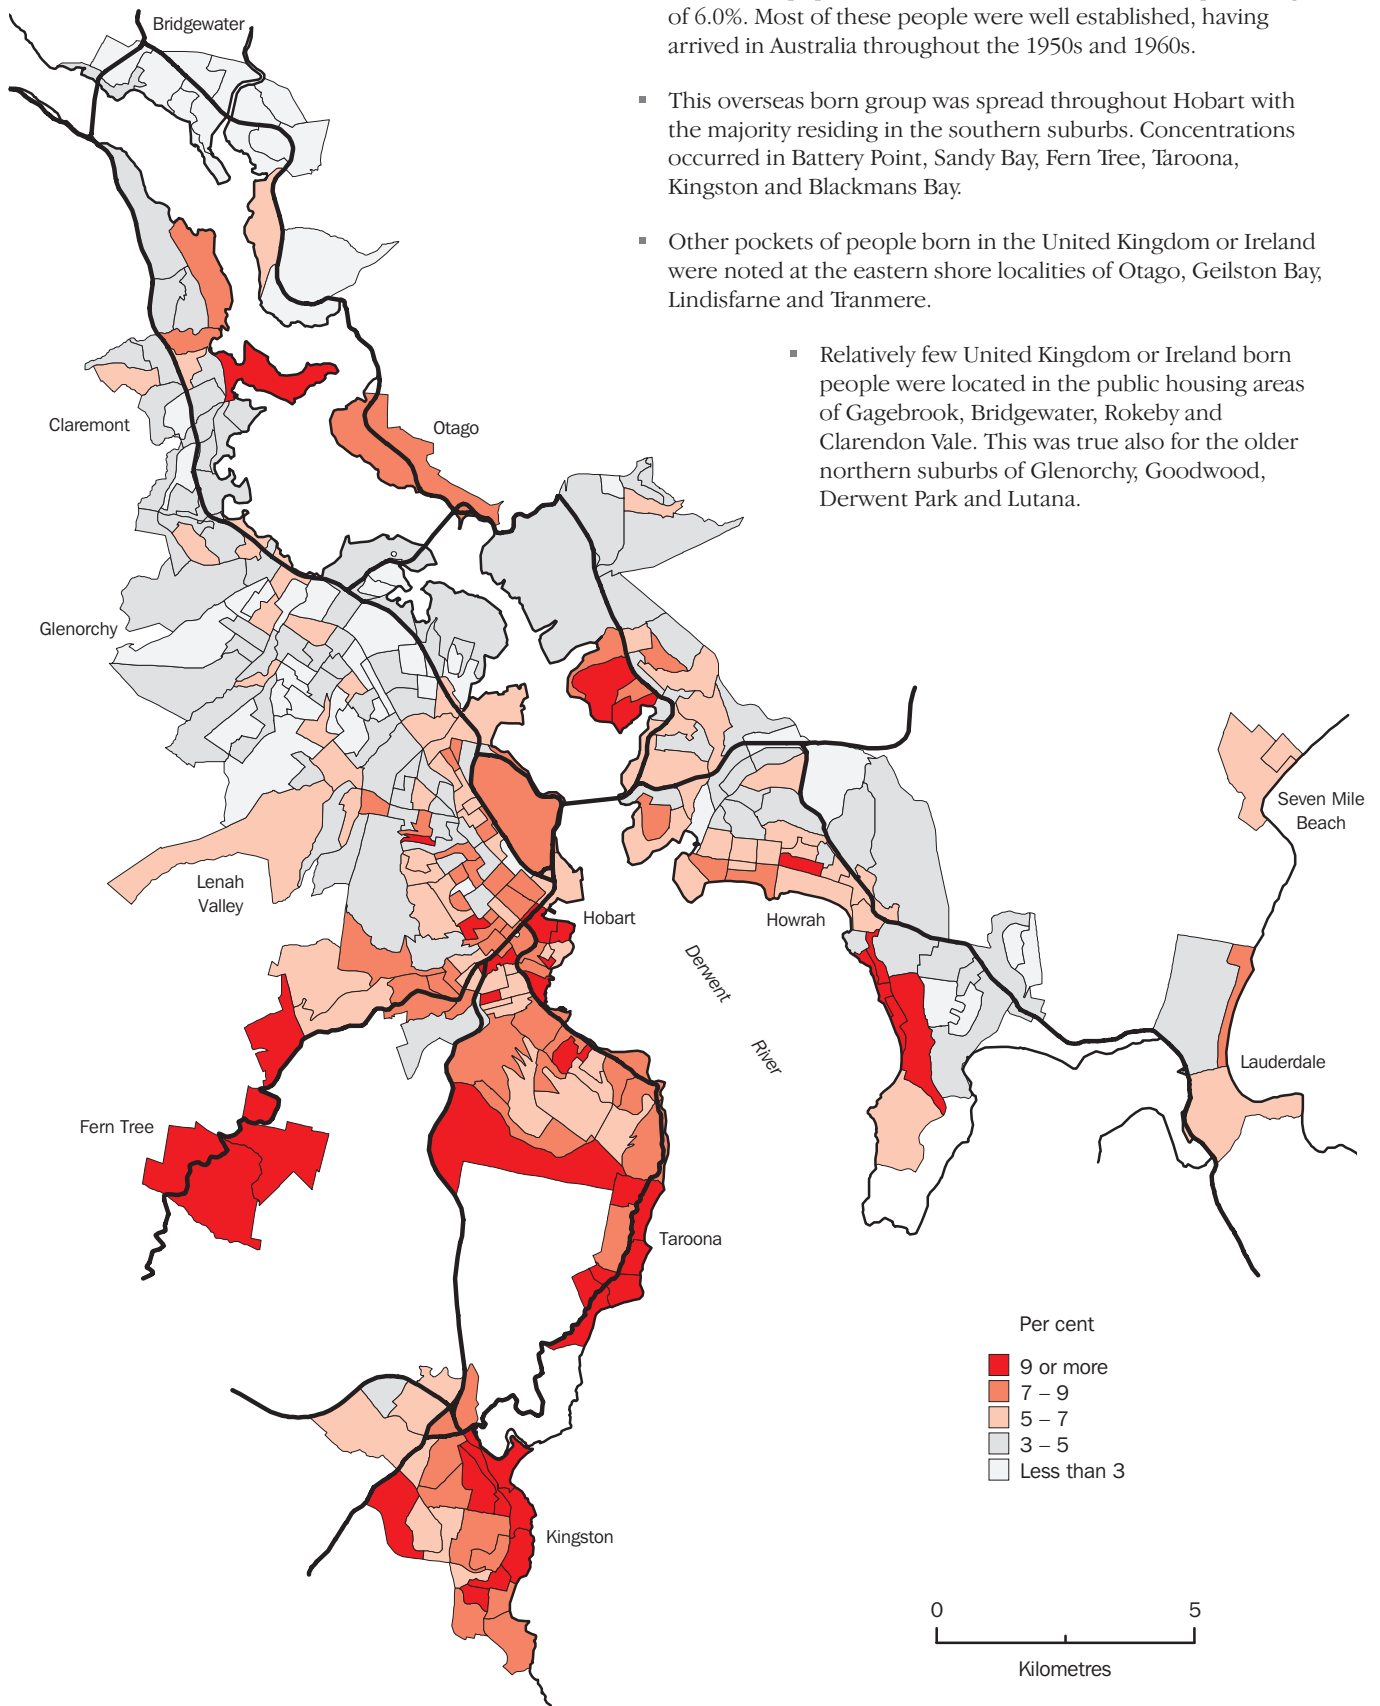 of 6.0%. Most of these people were well established, having
arrived in Australia throughout the 1950s and 1960s.
▪ This overseas born group was spread throughout Hobart with
the majority residing in the southern suburbs. Concentrations
occurred in Battery Point, Sandy Bay, Fern Tree, Taroona,
Kingston and Blackmans Bay.
▪ Other pockets of people born in the United Kingdom or Ireland
were noted at the eastern shore localities of Otago, Geilston Bay,
Lindisfarne and Tranmere.
▪ Relatively few United Kingdom or Ireland born
people were located in the public housing areas
of Gagebrook, Bridgewater, Rokeby and
Clarendon Vale. This was true also for the older
northern suburbs of Glenorchy, Goodwood,
Derwent Park and Lutana.
Bridgewater
Claremont
Otago
Glenorchy
Seven Mile
Beach
Lenah
Valley
Hobart
Howrah
Derwent
River
Lauderdale
Fern Tree
Taroona
Kingston
Per cent
9 or more
7 – 9
5 – 7
3 – 5
Less than 3
0 5
Kilometres